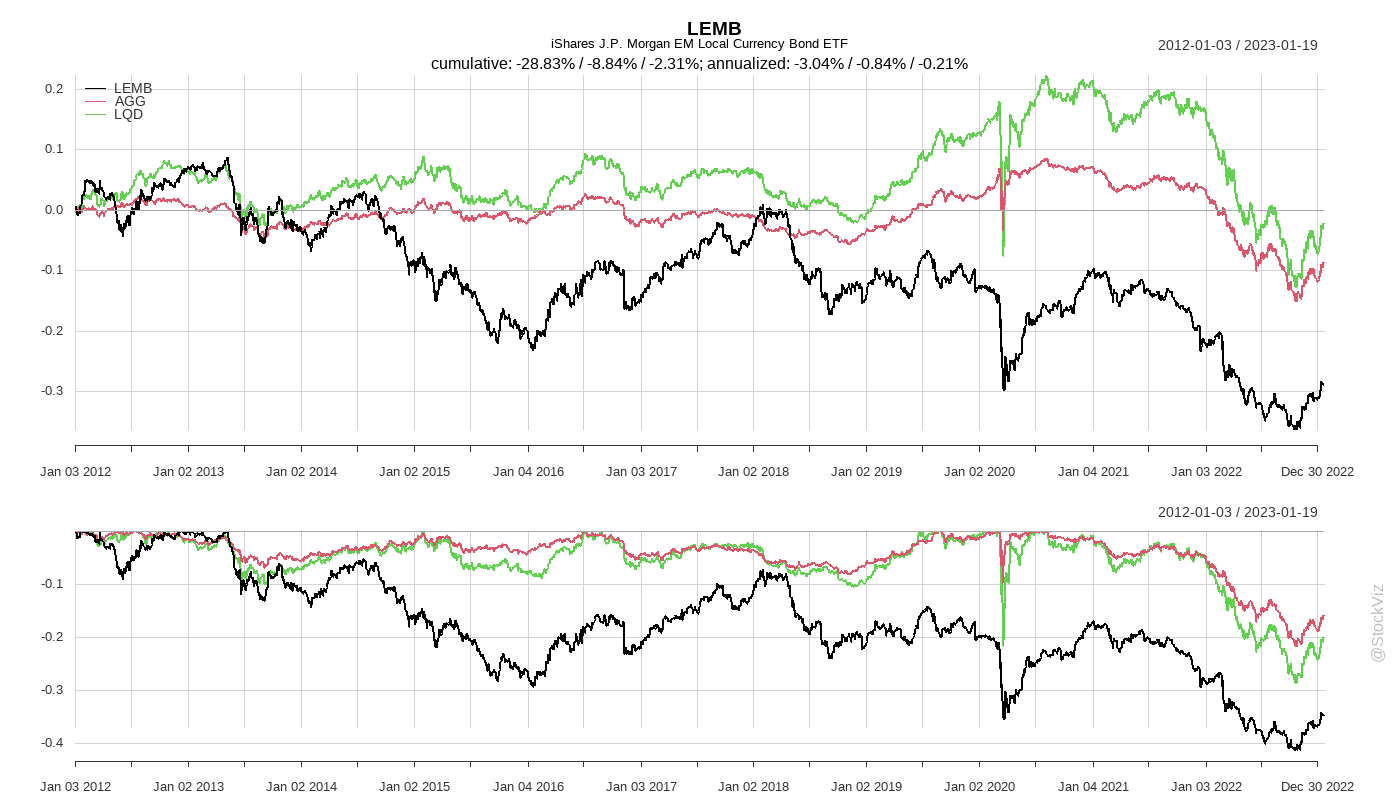 LEMB
iShares J.P. Morgan EM Local Currency Bond ETF
2012-01-03 / 2023-01-19
cumulative: -28.83% / -8.84% / -2.31%; annualized: -3.04% / -0.84% / -0.21%
LEMB
AGG
LQD
0.2
0.1
0.0
-0.1
-0.2
-0.3
Jan 03 2012 Jan 02 2013 Jan 02 2014 Jan 02 2015 Jan 04 2016 Jan 03 2017 Jan 02 2018 Jan 02 2019 Jan 02 2020 Jan 04 2021 Jan 03 2022 Dec 30 2022
2012-01-03 / 2023-01-19
-0.1
-0.2
-0.3
-0.4
Jan 03 2012 Jan 02 2013 Jan 02 2014 Jan 02 2015 Jan 04 2016 Jan 03 2017 Jan 02 2018 Jan 02 2019 Jan 02 2020 Jan 04 2021 Jan 03 2022 Dec 30 2022
@StockViz